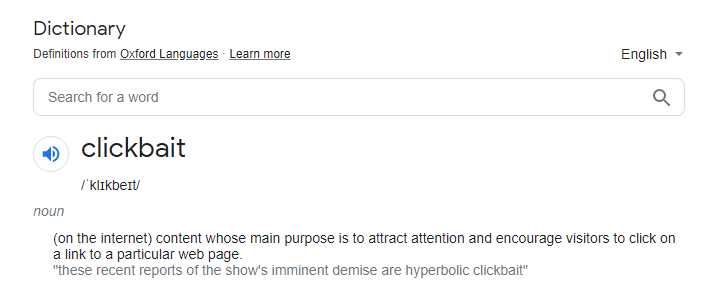 Dictionary
Definitions from Oxford Languages · Learn more
English
Search for a word
clickbait
/ˈklɪkbeɪt/
noun
(on the internet) content whose main purpose is to attract attention and encourage visitors to click on
a link to a particular web page.
"these recent reports of the show's imminent demise are hyperbolic clickbait"